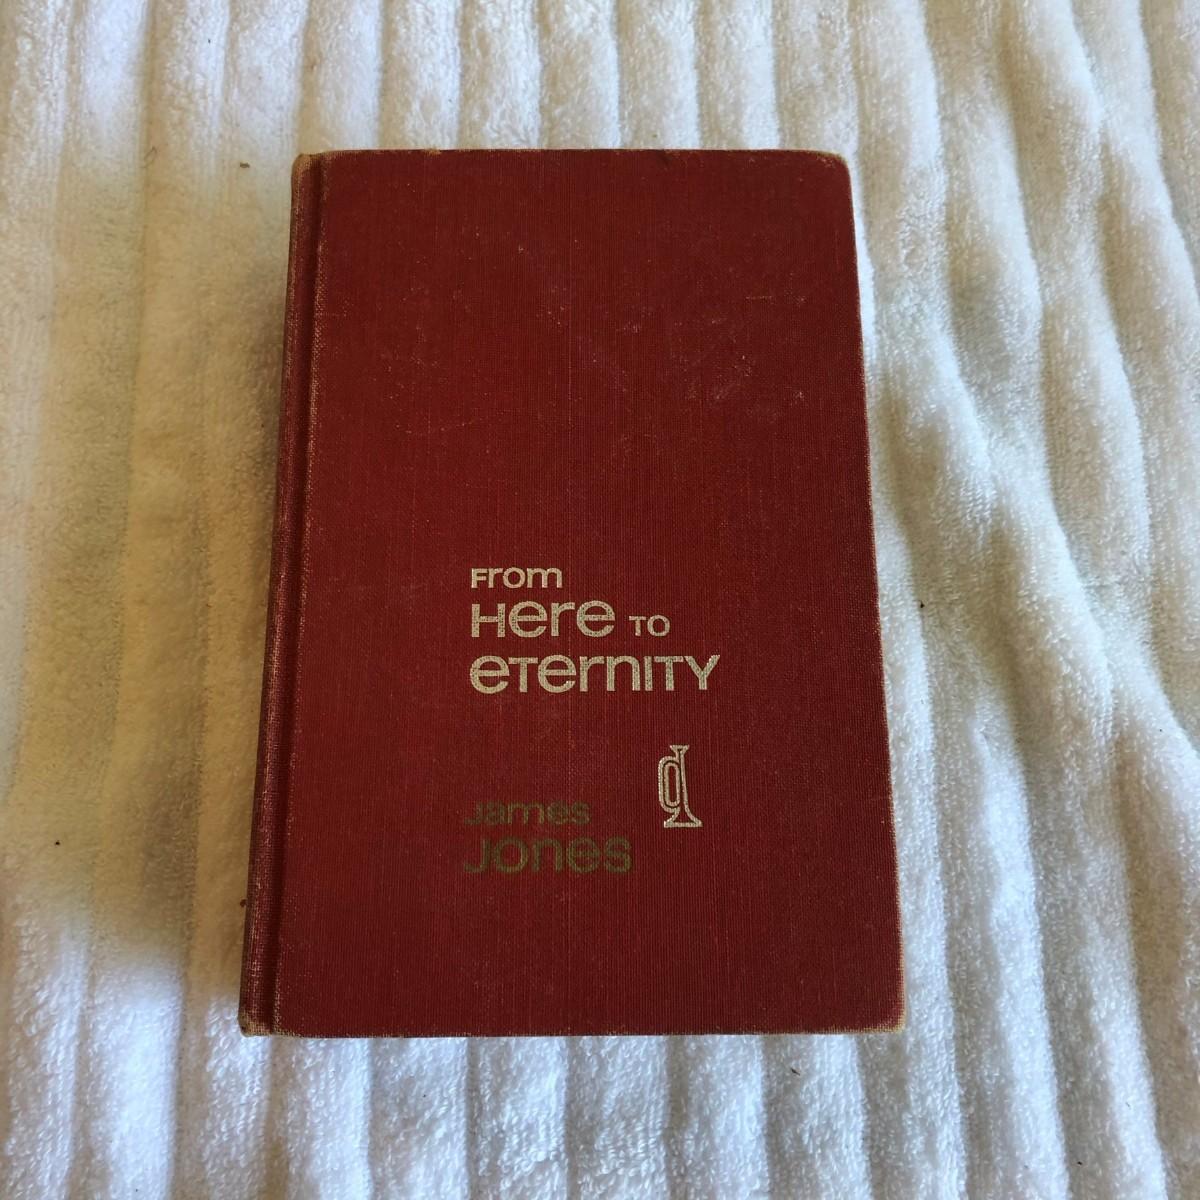 From
Here TO
eTernITY
James
Jones